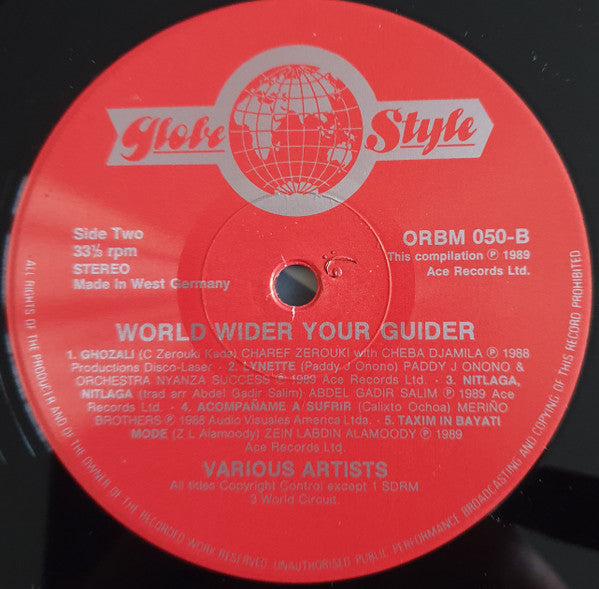 Globe Style
Side Two
33⅓ rpm
STEREO
Made In West Germany
ORBM 050-B
This compilation ℗ 1989
Ace Records Ltd.
WORLD WIDER YOUR GUIDER
1. GHOZALI (C Zerouki Kada) CHAREF ZEROUKI with CHEBA DJAMILA ℗ 1988
Productions Disco-Laser • 2. LYNETTE (Paddy J Onono) PADDY J ONONO &
ORCHESTRA NYANZA SUCCESS ℗ 1989 Ace Records Ltd. • 3. NITLAGA,
NITLAGA (trad arr Abdel Gadir Salim) ABDEL GADIR SALIM ℗ 1989 Ace
Records Ltd. • 4. ACOMPAÑAME A SUFRIR (Calixto Ochoa) MERIÑO
BROTHERS ℗ 1988 Audio Visuales America Ltda. • 5. TAXIM IN BAYATI
MODE (Z L Alamoody) ZEIN LABDIN ALAMOODY ℗ 1989
Ace Records Ltd.
VARIOUS ARTISTS
All titles Copyright Control except 1 SDRM
3 World Circuit.
ALL RIGHTS OF THE PRODUCER AND OF THE OWNER OF THE RECORDED WORK RESERVED UNAUTHORISED PUBLIC PERFORMANCE BROADCASTING AND COPYING OF THIS RECORD PROHIBITED